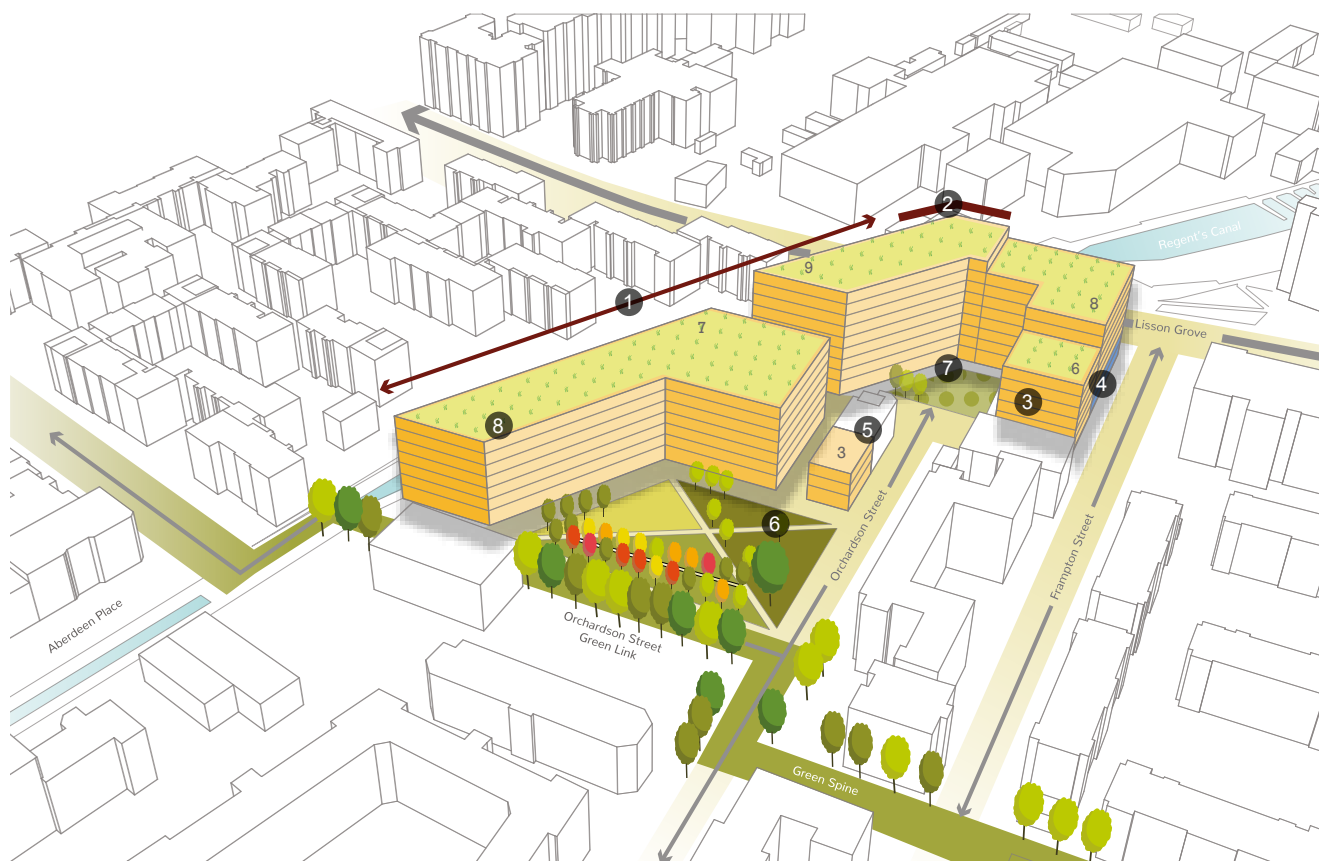 2
Regent's Canal
9
8
1
7
Lisson Grove
7
6
4
3
8
5
3
6
Orchardson Street
Frampton Street
Aberdeen Place
Orchardson Street
Green Link
Green Spine